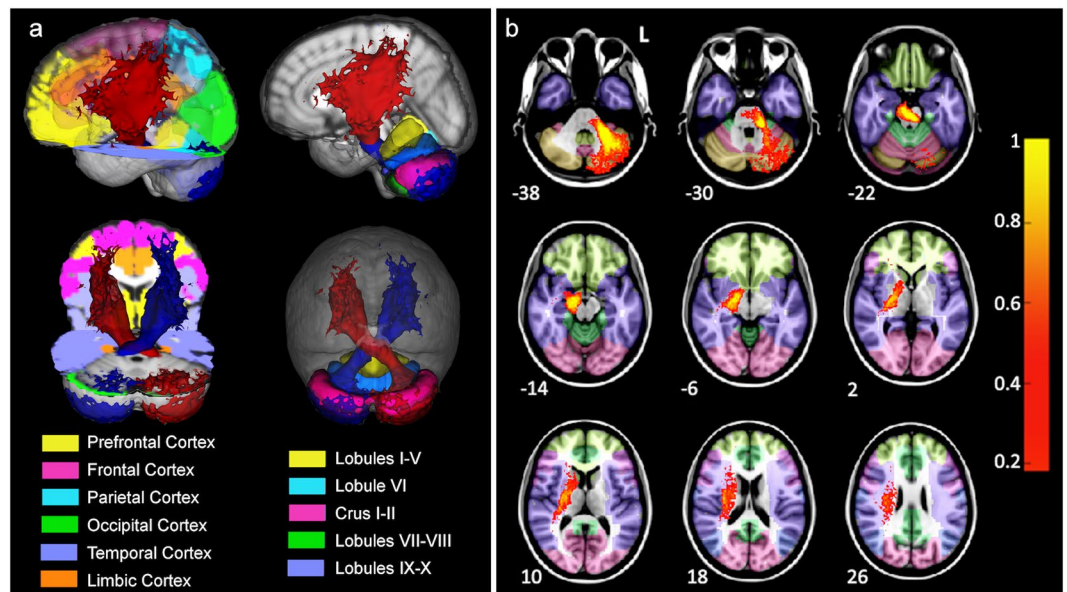 a
Prefrontal Cortex
Frontal Cortex
Parietal Cortex
Occipital Cortex
Temporal Cortex
Limbic Cortex
Lobules I-V
Lobule VI
Crus I-II
Lobules VII-VIII
Lobules IX-X
b
L
-38
-30
-22
-14
-6
2
10
18
26
1
0.8
0.6
0.4
0.2